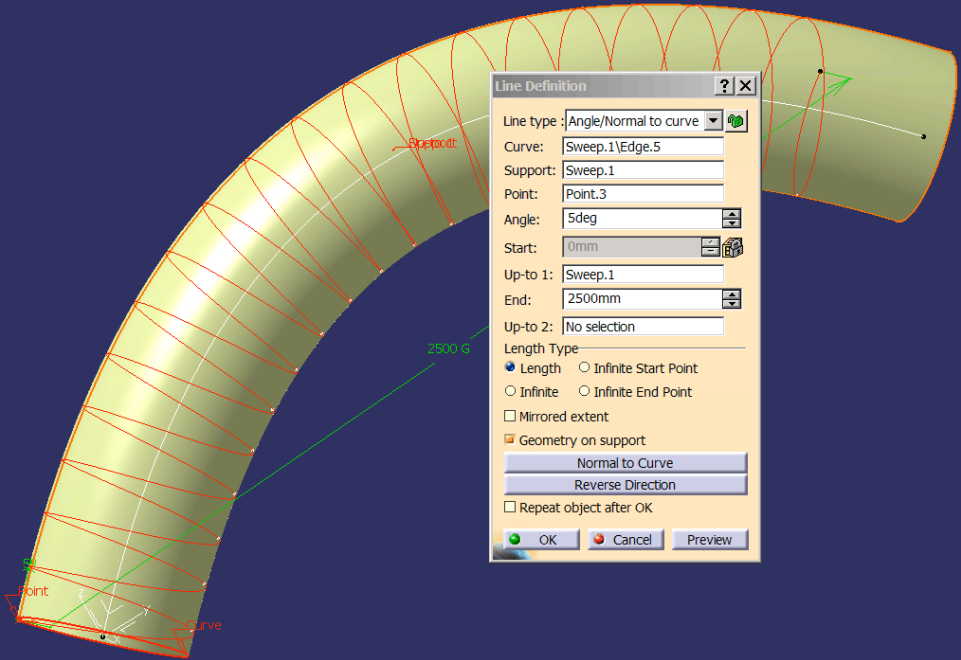 Line Definition
Line type : Angle/Normal to curve
Curve: Sweep.1\Edge.5
Support: Sweep.1
Point: Point.3
Angle: 5deg
Start: 0mm
Up-to 1: Sweep.1
End: 2500mm
Up-to 2: No selection
Length Type
Length Infinite Start Point
Infinite Infinite End Point
Mirrored extent
Geometry on support
Normal to Curve
Reverse Direction
Repeat object after OK
OK Cancel Preview
2500 G
Point
Z
Y
Curve